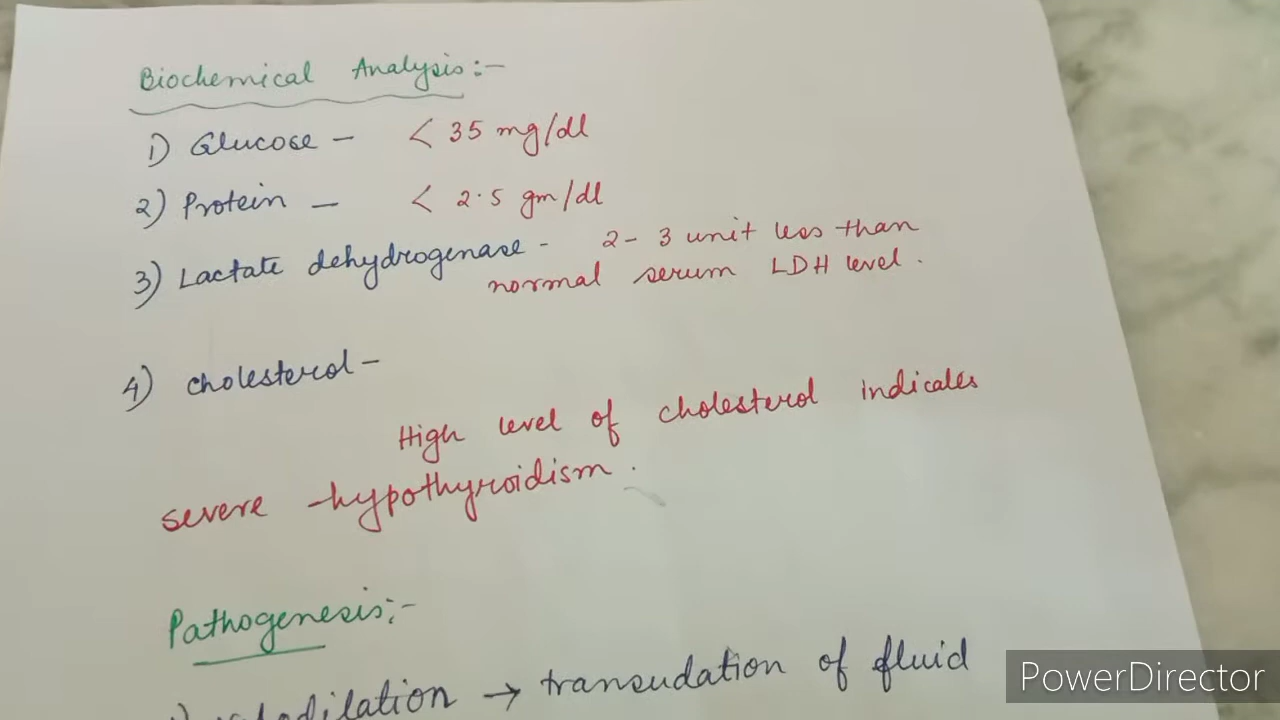 Biochemical Analysis:-
1) Glucose - < 35 mg/dl
2) Protein - < 2.5 gm/dl
3) Lactate dehydrogenase - 2-3 unit less than
normal serum LDH level.
4) cholesterol -
High level of cholesterol indicates
severe hypothyroidism.
Pathogenesis:-
→ transudation of fluid
PowerDirector